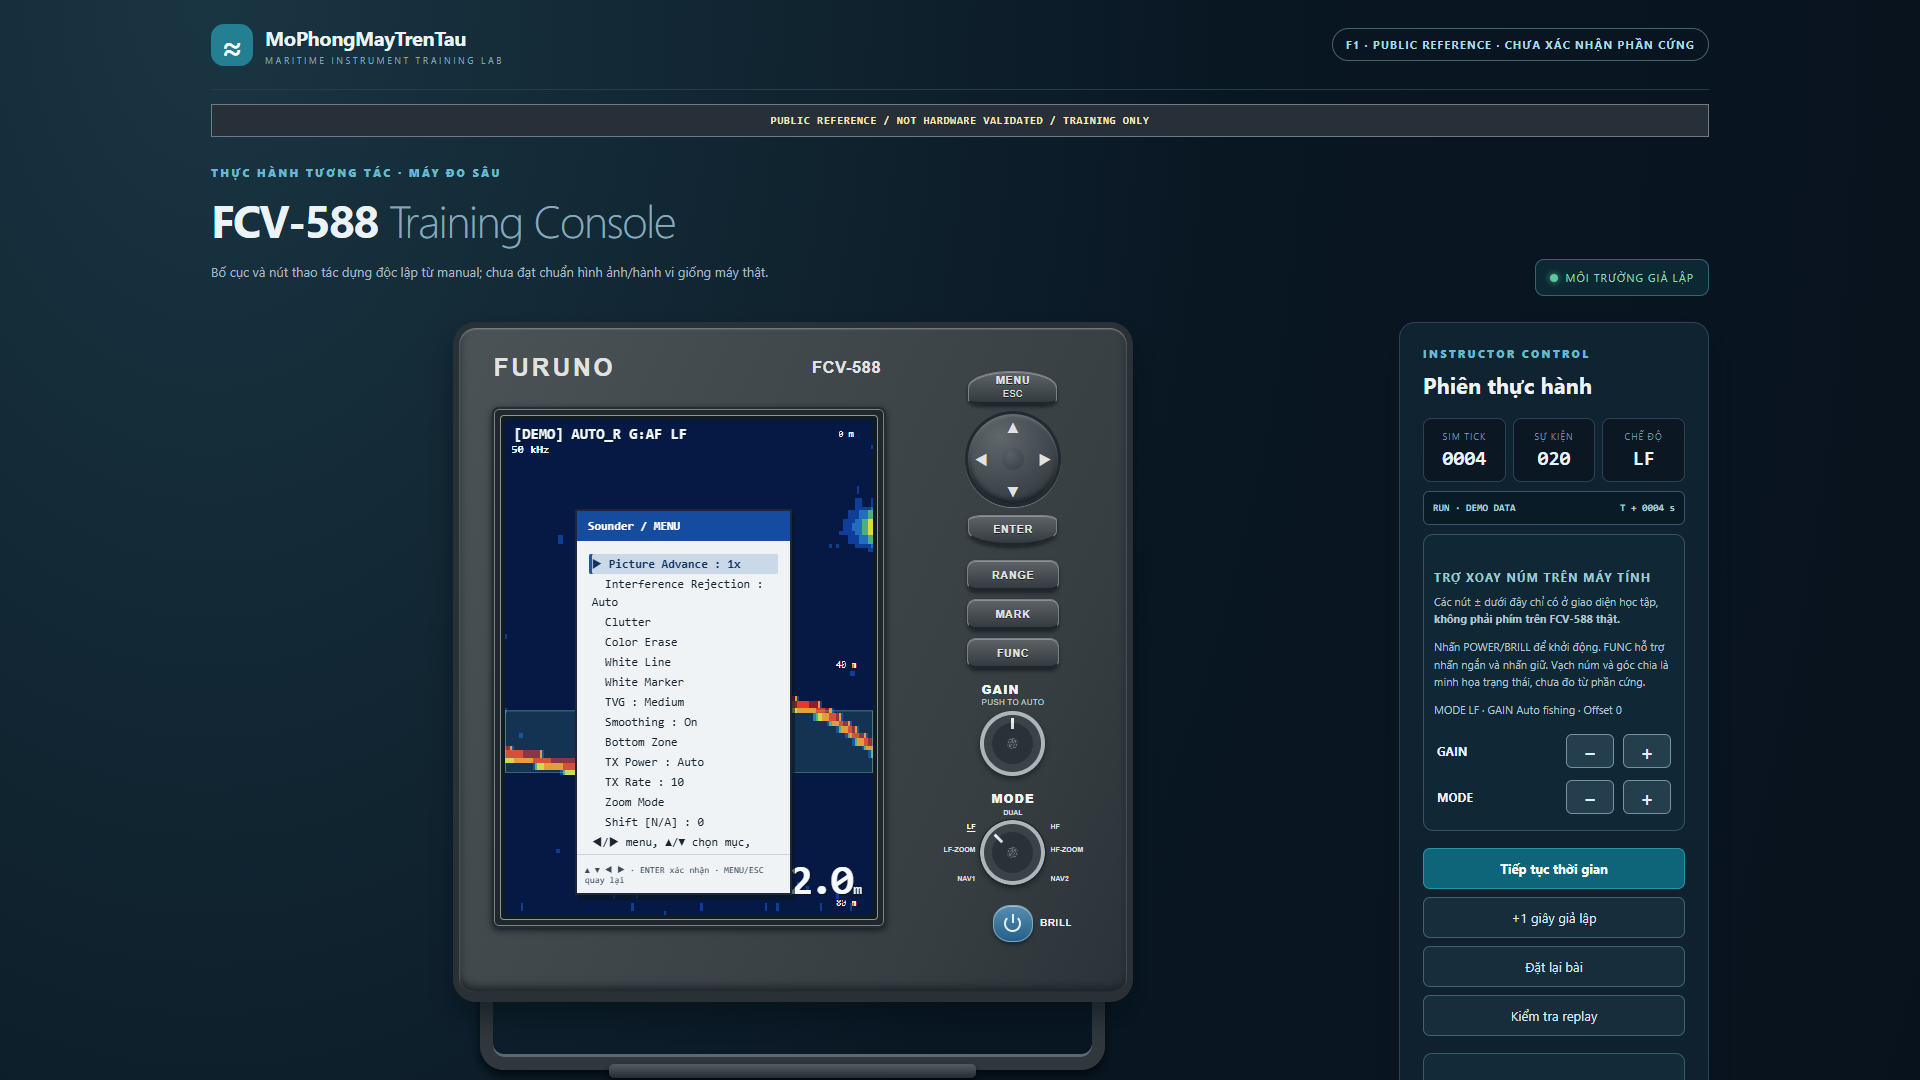 ≈
MoPhongMayTrenTau
MARITIME INSTRUMENT TRAINING LAB
F1 · PUBLIC REFERENCE · CHƯA XÁC NHẬN PHẦN CỨNG
PUBLIC REFERENCE / NOT HARDWARE VALIDATED / TRAINING ONLY
THỰC HÀNH TƯƠNG TÁC · MÁY ĐO SÂU
FCV-588 Training Console
Bố cục và nút thao tác dựng độc lập từ manual; chưa đạt chuẩn hình ảnh/hành vi giống máy thật.
MÔI TRƯỜNG GIẢ LẬP
FURUNO
FCV-588
[DEMO] AUTO_R G:AF LF
0 m
50 kHz
Sounder / MENU
▶ Picture Advance : 1x
Interference Rejection :
Auto
Clutter
Color Erase
White Line
White Marker
TVG : Medium
Smoothing : On
Bottom Zone
TX Power : Auto
TX Rate : 10
Zoom Mode
Shift [N/A] : 0
◀/▶ menu, ▲/▼ chọn mục,
▲ ▼ ◀ ▶ · ENTER xác nhận · MENU/ESC
quay lại
40 m
2.0m
80 m
MENU
ESC
▲
◀
▶
▼
ENTER
RANGE
MARK
FUNC
GAIN
PUSH TO AUTO
MODE
DUAL
LF
HF
LF-ZOOM
HF-ZOOM
NAV1
NAV2
BRILL
INSTRUCTOR CONTROL
Phiên thực hành
SIM TICK
0004
SỰ KIỆN
020
CHẾ ĐỘ
LF
RUN · DEMO DATA
T + 0004 s
TRỢ XOAY NÚM TRÊN MÁY TÍNH
Các nút ± dưới đây chỉ có ở giao diện học tập,
không phải phím trên FCV-588 thật.
Nhấn POWER/BRILL để khởi động. FUNC hỗ trợ
nhấn ngắn và nhấn giữ. Vạch núm và góc chia là
minh họa trạng thái, chưa đo từ phần cứng.
MODE LF · GAIN Auto fishing · Offset 0
GAIN
−
+
MODE
−
+
Tiếp tục thời gian
+1 giây giả lập
Đặt lại bài
Kiểm tra replay